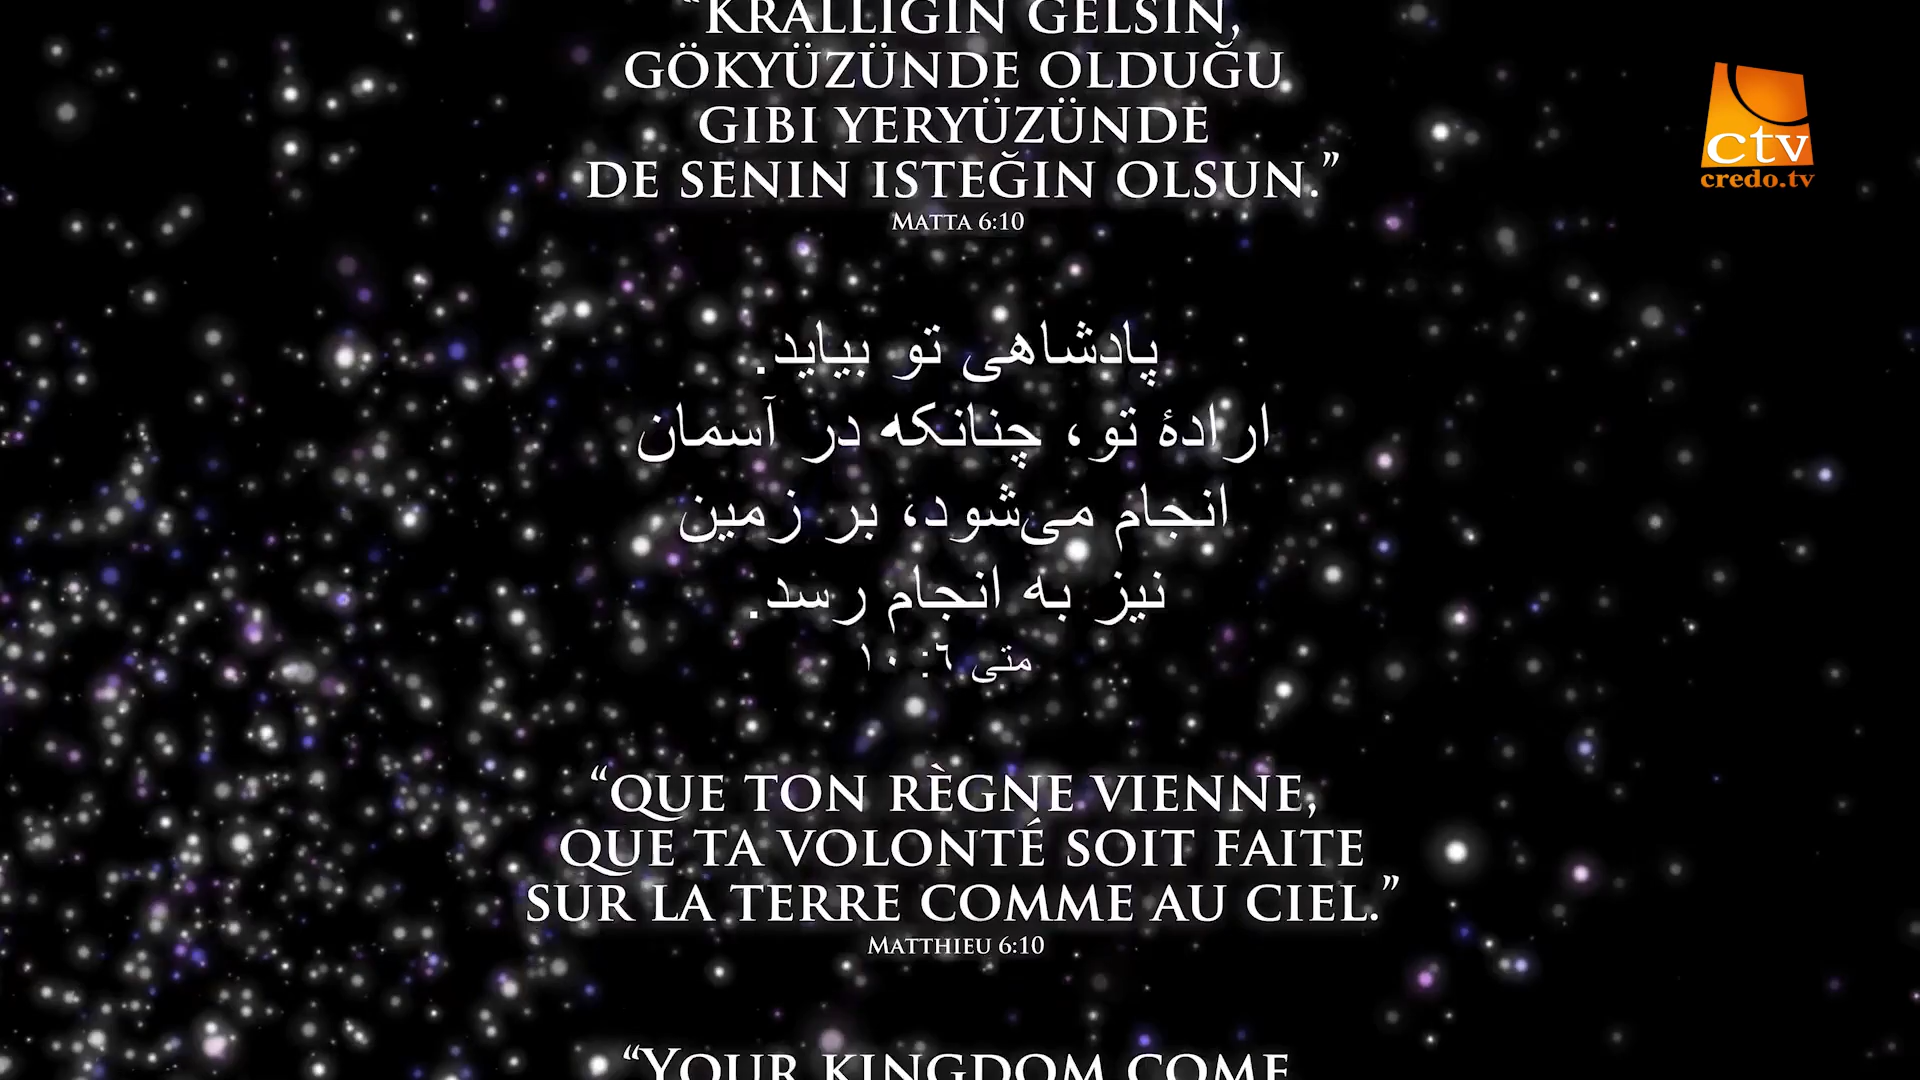 “KRALLIGIN GELSIN,
GÖKYÜZÜNDE OLDUĞU
GIBI YERYÜZÜNDE
DE SENIN ISTEĞIN OLSUN.”
MATTA 6:10
پادشاهی تو بیاید.
ارادۀ تو، چنانکه در آسمان
انجام می‌شود، بر زمین
نیز به انجام رسد.
متی ٦: ١٠
“QUE TON RÈGNE VIENNE,
QUE TA VOLONTÉ SOIT FAITE
SUR LA TERRE COMME AU CIEL.”
MATTHIEU 6:10
“YOUR KINGDOM COME
ctv
credo.tv